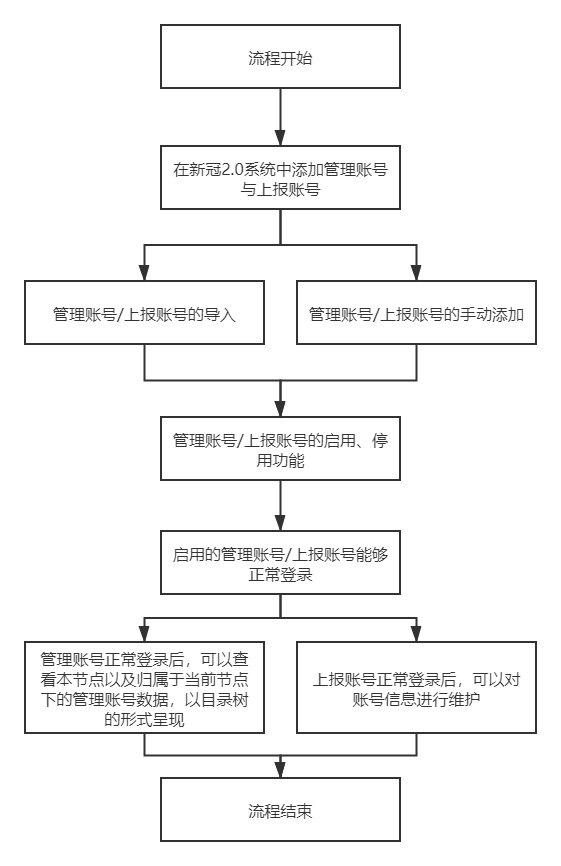 流程开始
在新冠2.0系统中添加管理账号
与上报账号
管理账号/上报账号的导入
管理账号/上报账号的手动添加
管理账号/上报账号的启用、停
用功能
启用的管理账号/上报账号能够
正常登录
管理账号正常登录后，可以查
看本节点以及归属于当前节点
下的管理账号数据，以目录树
的形式呈现
上报账号正常登录后，可以对
账号信息进行维护
流程结束